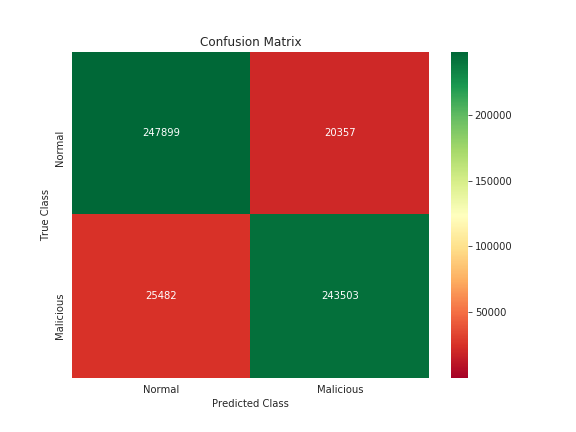 Confusion Matrix
True Class
Normal
247899
20357
Malicious
25482
243503
Normal
Malicious
Predicted Class
200000
150000
100000
50000